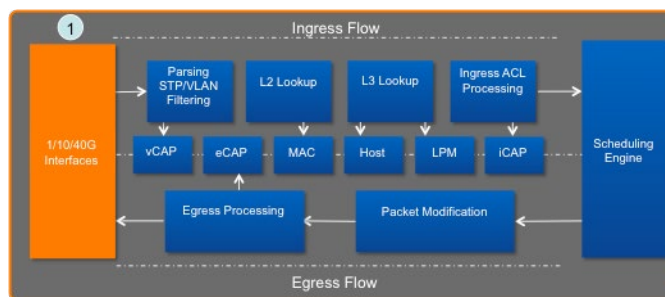 1
Ingress Flow
Parsing
STP/VLAN
Filtering
L2 Lookup
L3 Lookup
Ingress ACL
Processing
1/10/40G
Interfaces
vCAP
eCAP
MAC
Host
LPM
iCAP
Scheduling
Engine
Egress Processing
Packet Modification
Egress Flow